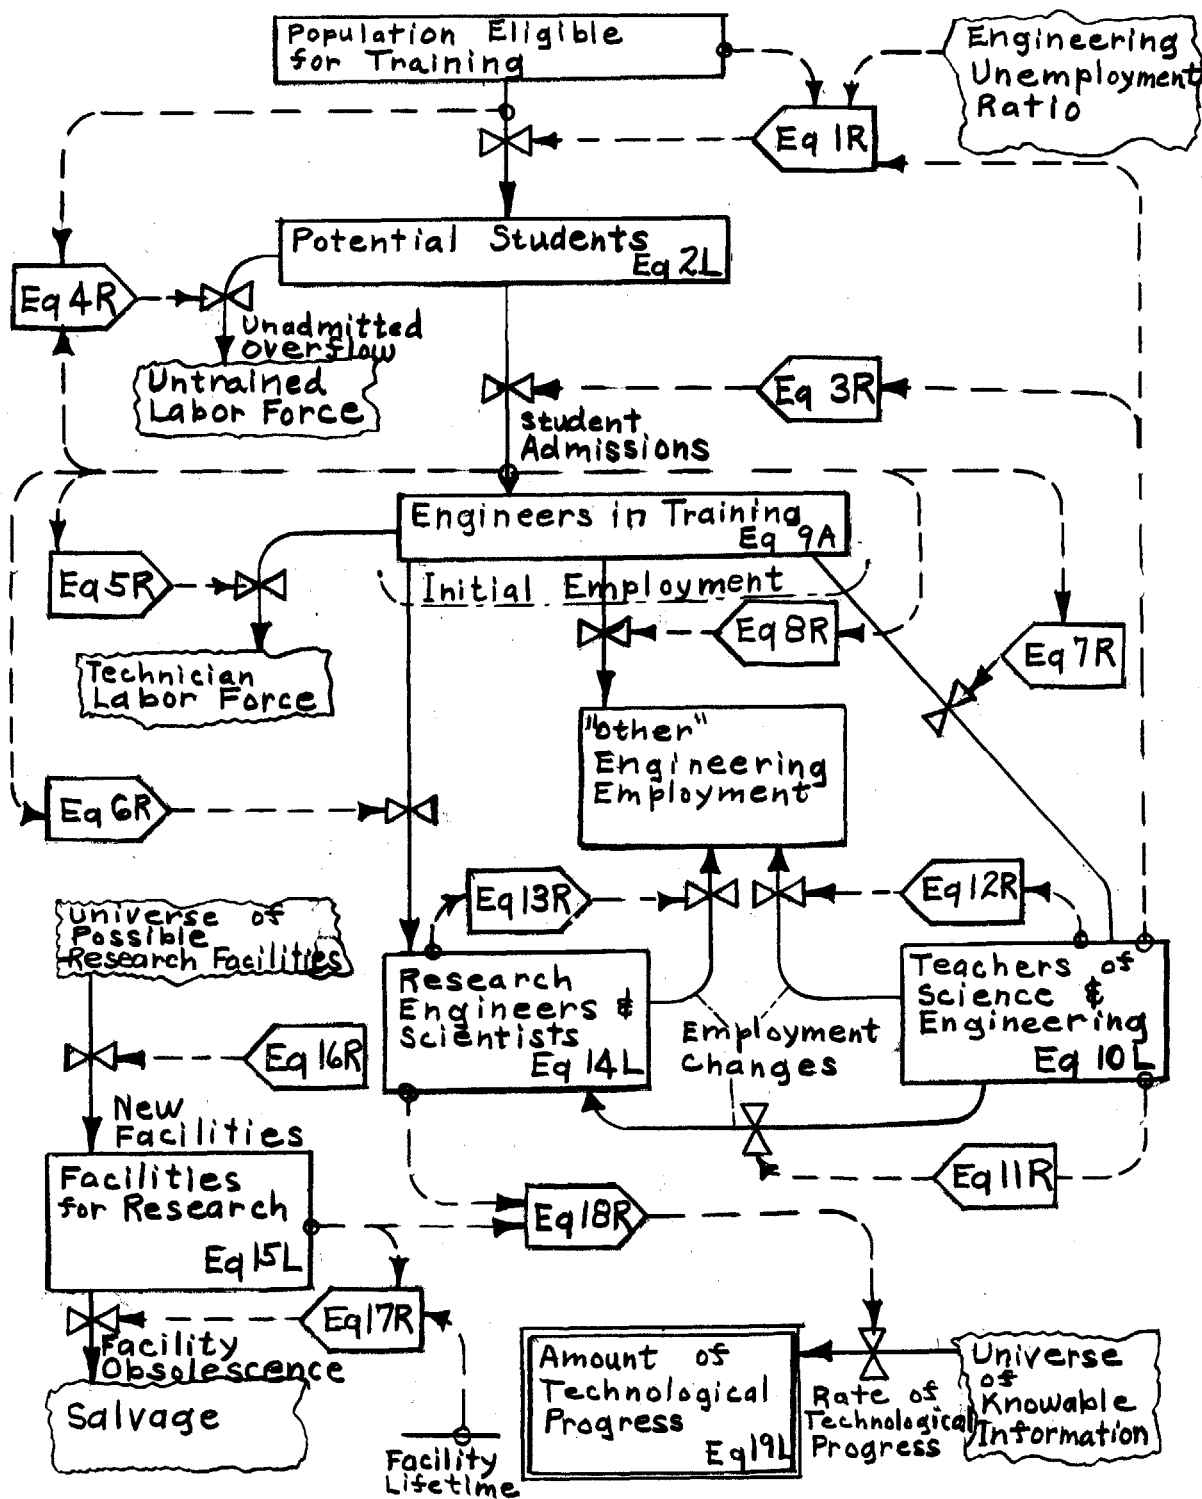 Population Eligible
for Training
Engineering
Unemployment
Ratio
Eq 1R
Potential Students
Eq 2L
Eq 4R
Unadmitted
Overflow
Untrained
Labor Force
Eq 3R
Student
Admissions
Engineers in Training
Eq 9A
Eq 5R
Initial Employment
Eq 8R
Eq 7R
Technician
Labor Force
"Other"
Engineering
Employment
Eq 6R
Eq 13R
Eq 12R
Universe of
Possible
Research Facilities
Research
Engineers &
Scientists
Eq 14L
Teachers of
Science &
Engineering
Eq 10L
Employment
Changes
Eq 16R
New
Facilities
Eq 11R
Facilities
for Research
Eq 15L
Eq 18R
Eq 17R
Facility
Obsolescence
Salvage
Amount of
Technological
Progress
Eq 19L
Rate of
Technological
Progress
Universe
of
Knowable
Information
Facility
Lifetime